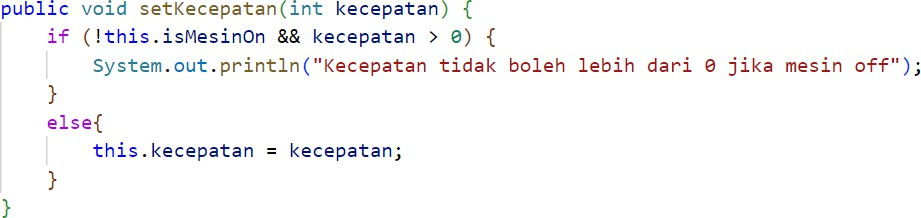 public void setKecepatan(int kecepatan) {
    if (!this.isMesinOn && kecepatan > 0) {
        System.out.println("Kecepatan tidak boleh lebih dari 0 jika mesin off");
    }
    else{
        this.kecepatan = kecepatan;
    }
}